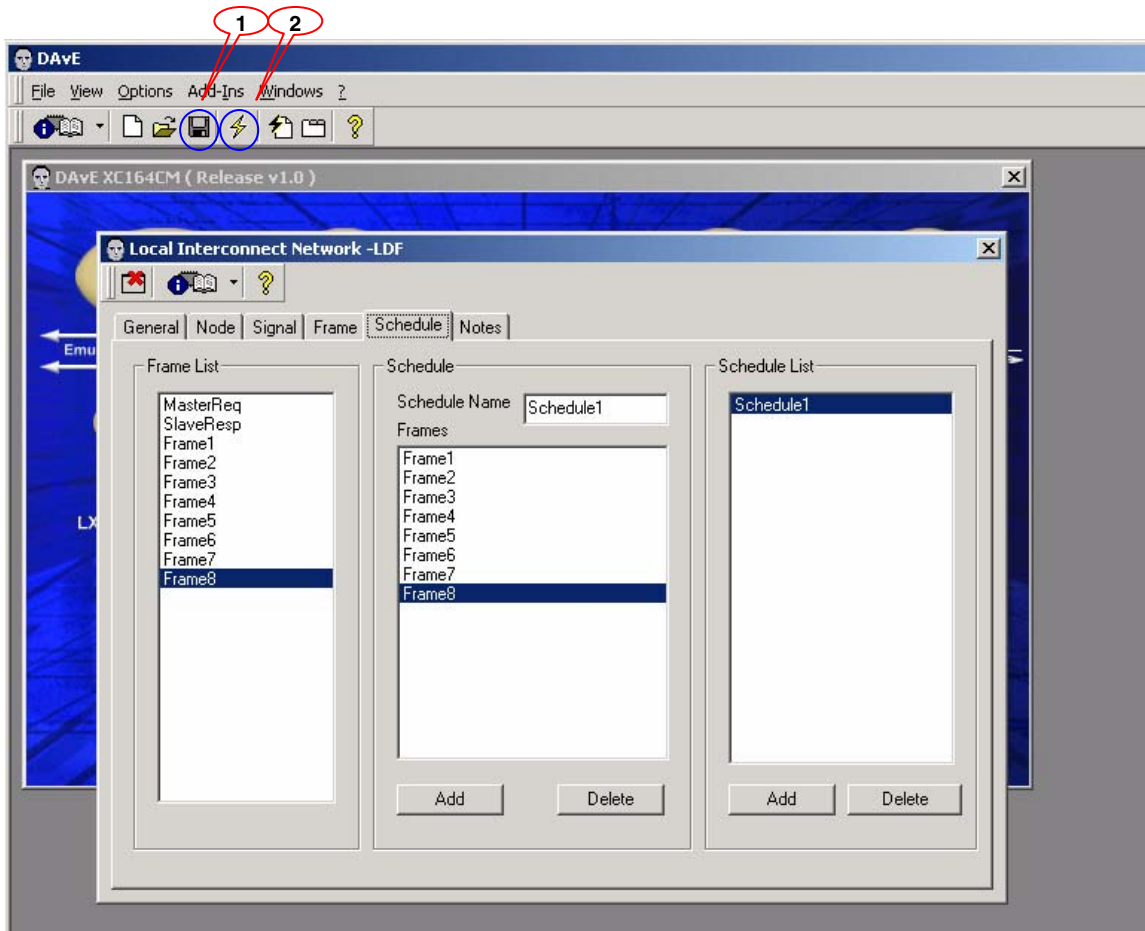 1 2
DAvE
File View Options Add-Ins Windows ?
DAvE XC164CM ( Release v1.0 )
Local Interconnect Network -LDF
General Node Signal Frame Schedule Notes
Emu
LX
Frame List
MasterReq
SlaveResp
Frame1
Frame2
Frame3
Frame4
Frame5
Frame6
Frame7
Frame8
Schedule
Schedule Name Schedule1
Frames
Frame1
Frame2
Frame3
Frame4
Frame5
Frame6
Frame7
Frame8
Add Delete
Schedule List
Schedule1
Add Delete